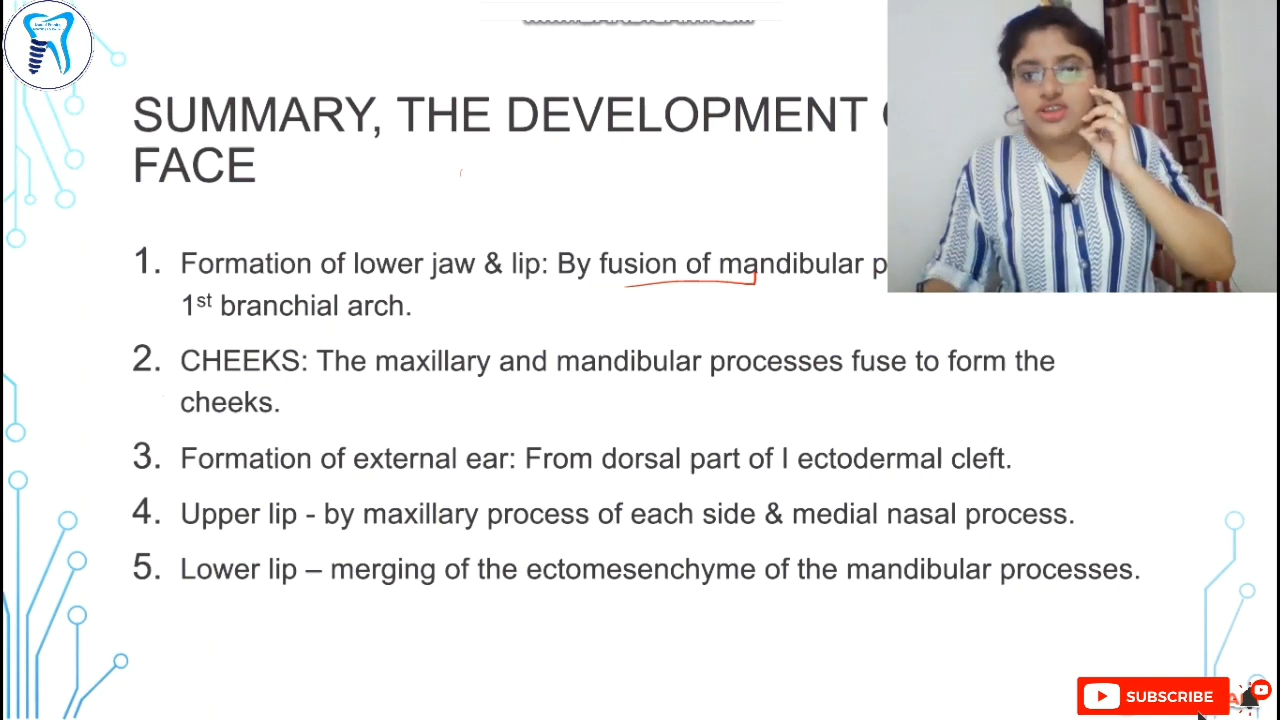 SUMMARY, THE DEVELOPMENT
FACE
1. Formation of lower jaw & lip: By fusion of mandibular p
1st branchial arch.
2. CHEEKS: The maxillary and mandibular processes fuse to form the
cheeks.
3. Formation of external ear: From dorsal part of I ectodermal cleft.
4. Upper lip - by maxillary process of each side & medial nasal process.
5. Lower lip – merging of the ectomesenchyme of the mandibular processes.
SUBSCRIBE